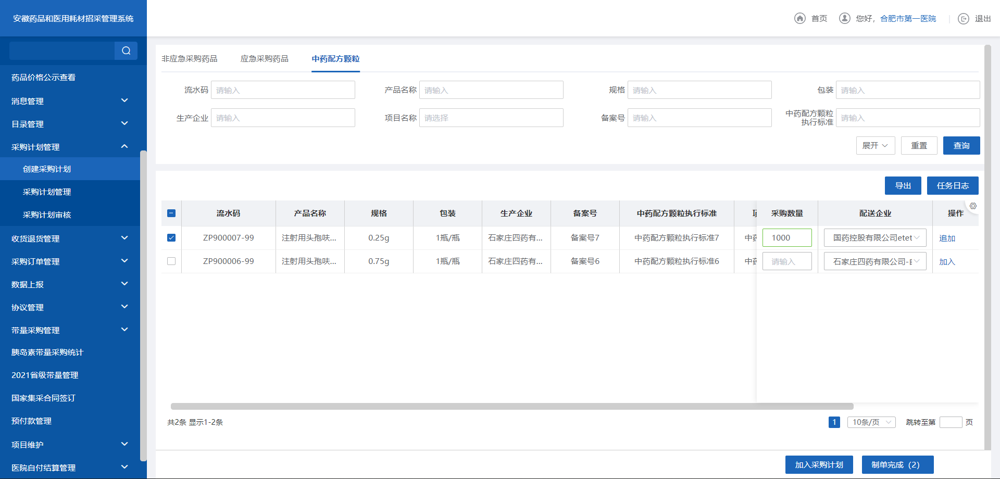 安徽药品和医用耗材招采管理系统
首页 您好，合肥市第一医院 退出
药品价格公示查看
消息管理
目录管理
采购计划管理
创建采购计划
采购计划管理
采购计划审核
收货退货管理
采购订单管理
数据上报
协议管理
带量采购管理
胰岛素带量采购统计
2021省级带量管理
国家集采合同签订
预付款管理
项目维护
医院自付结算管理
非应急采购药品 应急采购药品 中药配方颗粒
流水码 请输入 产品名称 请输入 规格 请输入 包装 请输入
生产企业 请输入 项目名称 请选择 备案号 请输入 中药配方颗粒
执行标准 请输入
展开 重置 查询
导出 任务日志
流水码 产品名称 规格 包装 生产企业 备案号 中药配方颗粒执行标准 采购数量 配送企业 操作
ZP900007-99 注射用头孢呋... 0.25g 1瓶/瓶 石家庄四药有... 备案号7 中药配方颗粒执行标准7 中药 1000 国药控股有限公司etet 追加
ZP900006-99 注射用头孢呋... 0.75g 1瓶/瓶 石家庄四药有... 备案号6 中药配方颗粒执行标准6 中药 请输入 石家庄四药有限公司- 加入
共2条 显示1-2条 1 10条/页 跳转至第 页
加入采购计划 制单完成（2）